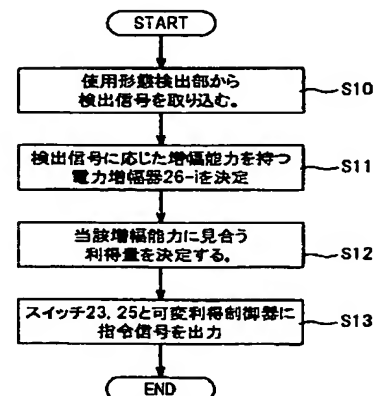 START
使用形態検出部から
検出信号を取り込む。
S10
検出信号に応じた増幅能力を持つ
電力増幅器26-iを決定
S11
当該増幅能力に見合う
利得量を決定する。
S12
スイッチ23, 25と可変利得制御器に
指令信号を出力
S13
END